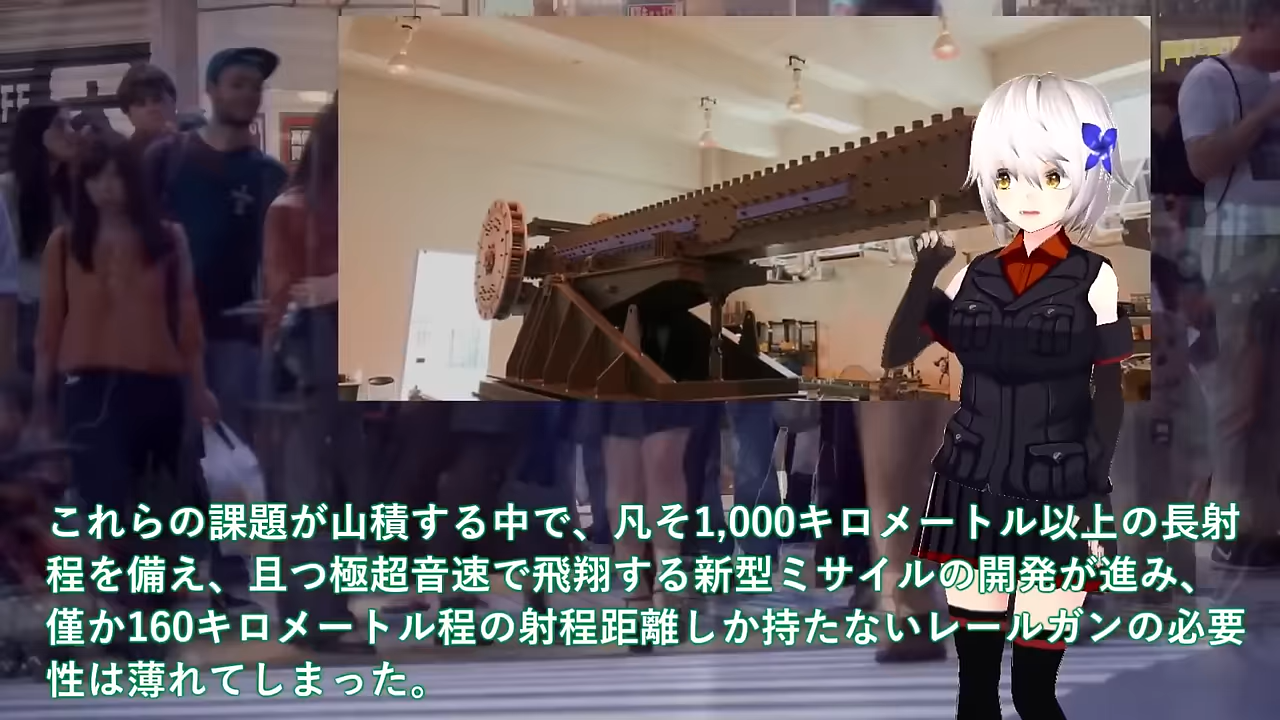 これらの課題が山積する中で、凡そ1,000キロメートル以上の長射
程を備え、且つ極超音速で飛翔する新型ミサイルの開発が進み、
僅か160キロメートル程の射程距離しか持たないレールガンの必要
性は薄れてしまった。